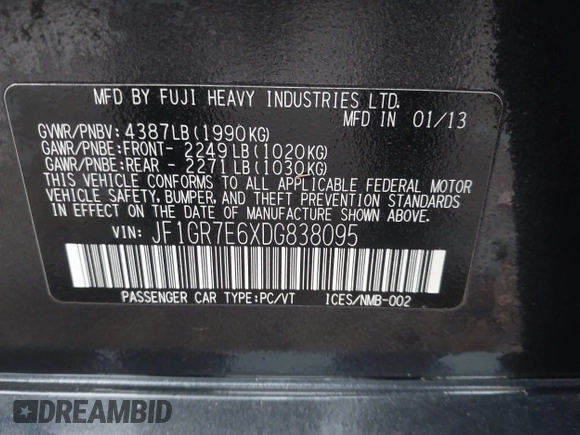 MFD BY FUJI HEAVY INDUSTRIES LTD.
MFD IN 01/13
GVWR/PNBV: 4387LB(1990KG)
GAWR/PNBE:FRONT- 2249LB(1020KG)
GAWR/PNBE:REAR - 2271LB(1030KG)
THIS VEHICLE CONFORMS TO ALL APPLICABLE FEDERAL MOTOR
VEHICLE SAFETY, BUMPER, AND THEFT PREVENTION STANDARDS
IN EFFECT ON THE DATE OF MANUFACTURE SHOWN ABOVE.
VIN: JF1GR7E6XDG838095
PASSENGER CAR TYPE:PC/VT ICES/NMB-002
DREAMBID